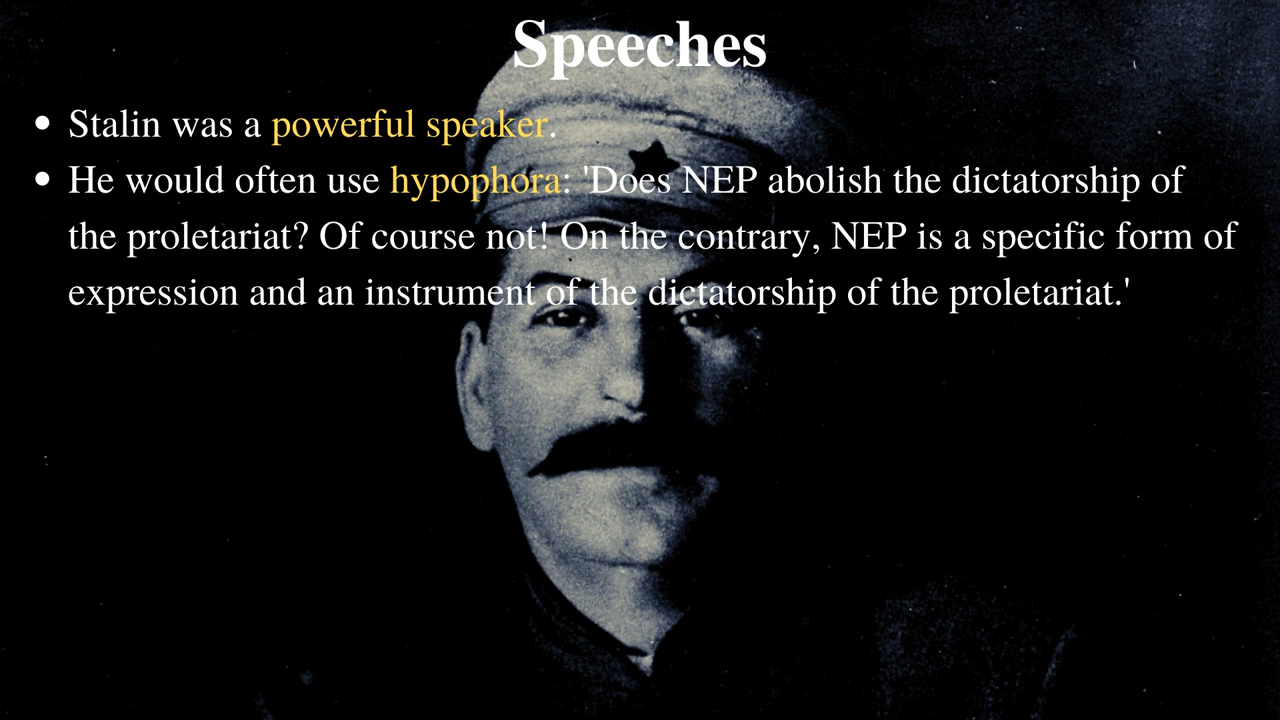 Speeches
• Stalin was a powerful speaker.
• He would often use hypophora: 'Does NEP abolish the dictatorship of
the proletariat? Of course not! On the contrary, NEP is a specific form of
expression and an instrument of the dictatorship of the proletariat.'